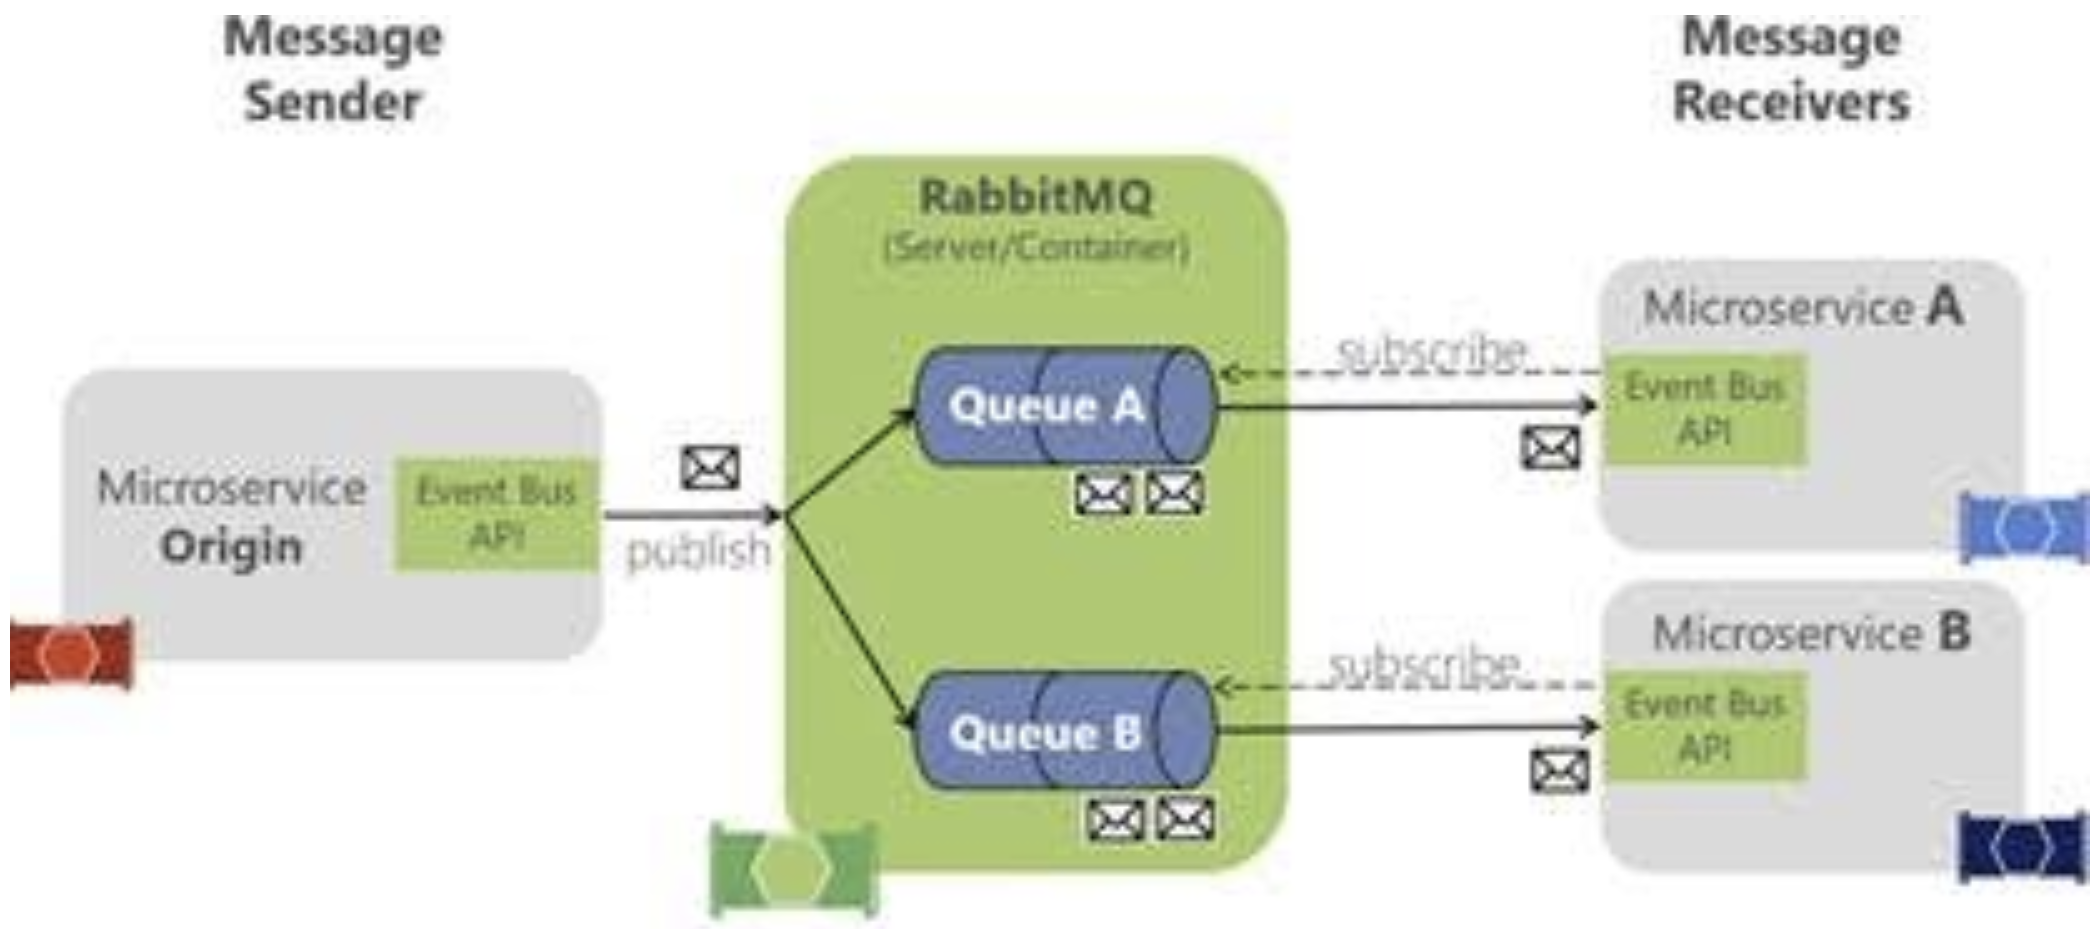 Message
Sender
Message
Receivers
RabbitMQ
(Server/Container)
Microservice
Origin
Event Bus
API
publish
Queue A
Queue B
subscribe
Microservice A
Event Bus
API
subscribe
Microservice B
Event Bus
API